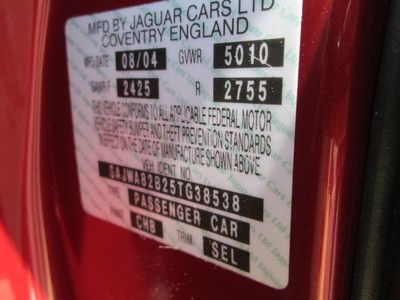 MFD BY JAGUAR CARS LTD
COVENTRY ENGLAND
MFD.DATE 08/04 GVWR 5010
GAWR F 2425 R 2755
THIS VEHICLE CONFORMS TO ALL APPLICABLE FEDERAL MOTOR
VEHICLE SAFETY BUMPER AND THEFT PREVENTION STANDARDS
IN EFFECT ON THE DATE OF MANUFACTURE SHOWN ABOVE.
VEH. IDENT. NO. SAJWA82B25TG38538
TYPE PASSENGER CAR
PAINT CHB TRIM SEL